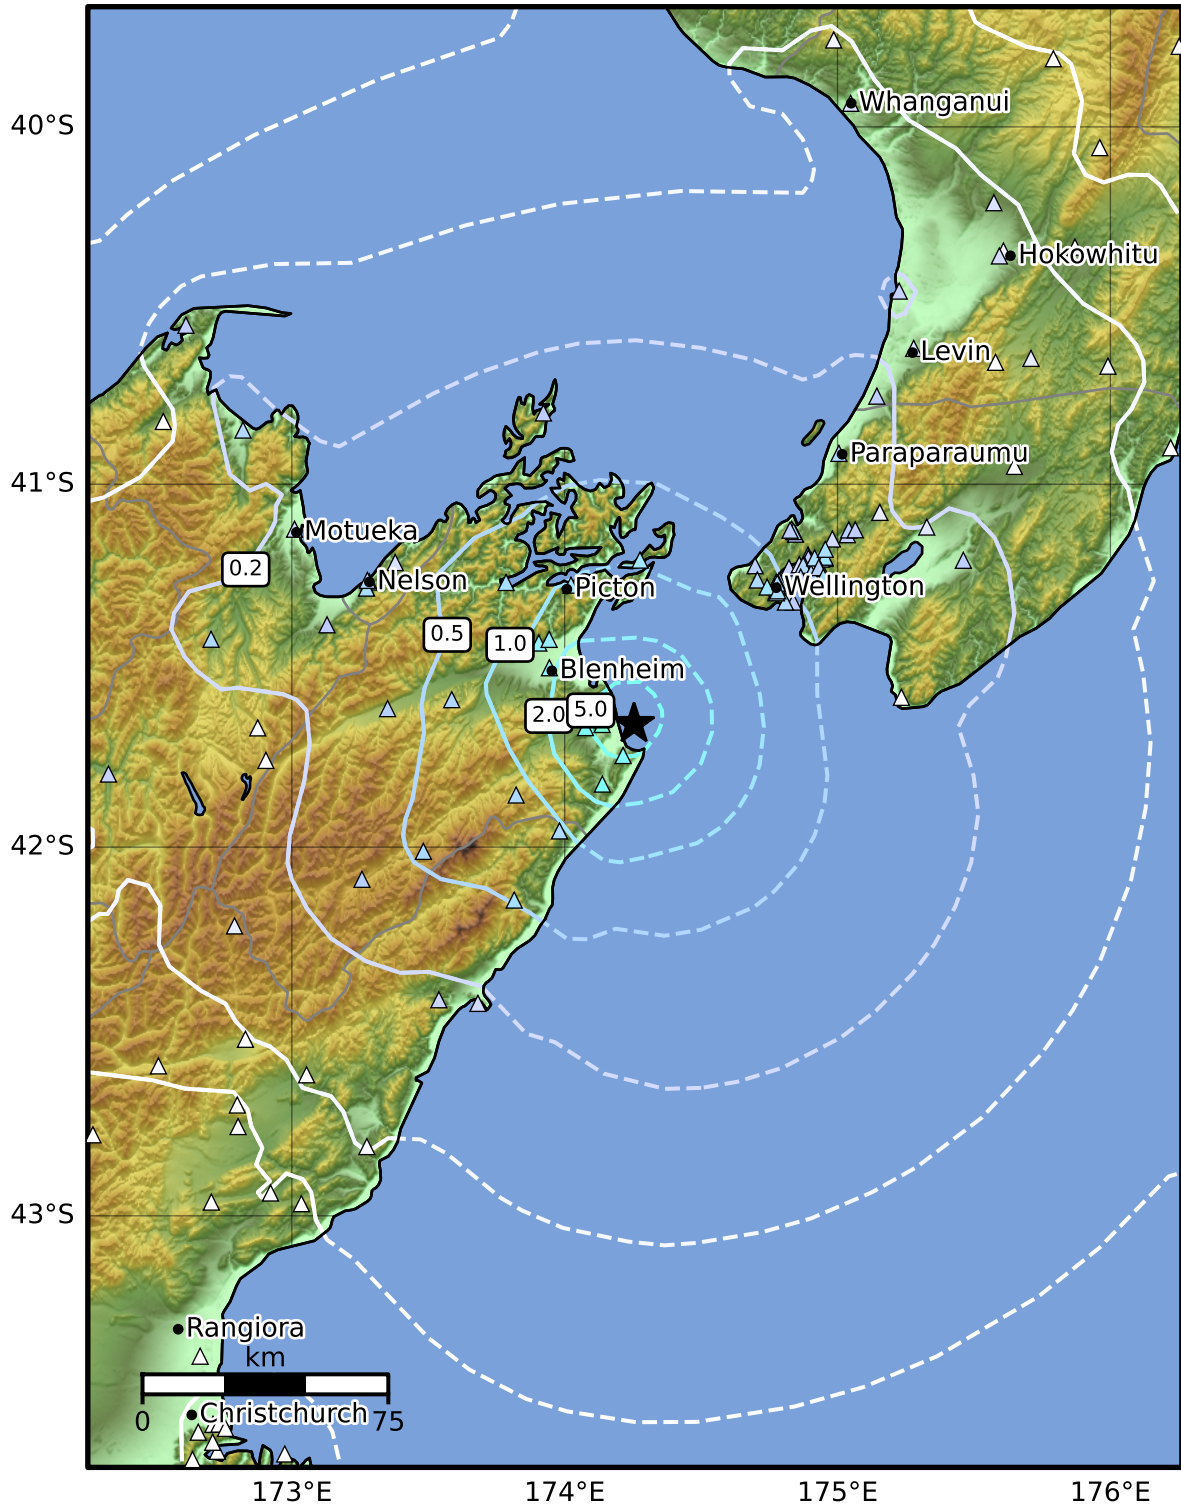 40°S
Whanganui
Hokowhitu
Levin
Paraparaumu
41°S
Motueka
0.2
Nelson
Picton
Wellington
0.5
1.0
Blenheim
2.0
5.0
42°S
43°S
Rangiora
km
Christchurch
0
75
173°E
174°E
175°E
176°E